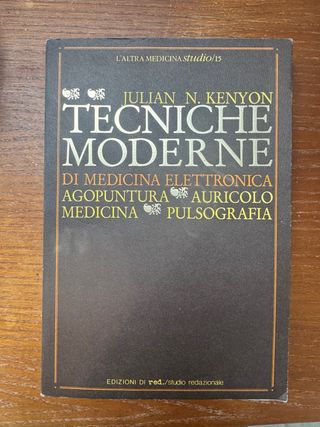 L'ALTRA MEDICINA studio/15
JULIAN N. KENYON
TECNICHE
MODERNE
DI MEDICINA ELETTRONICA
AGOPUNTURA AURICOLO
MEDICINA PULSOGRAFIA
EDIZIONI DI red./studio redazionale